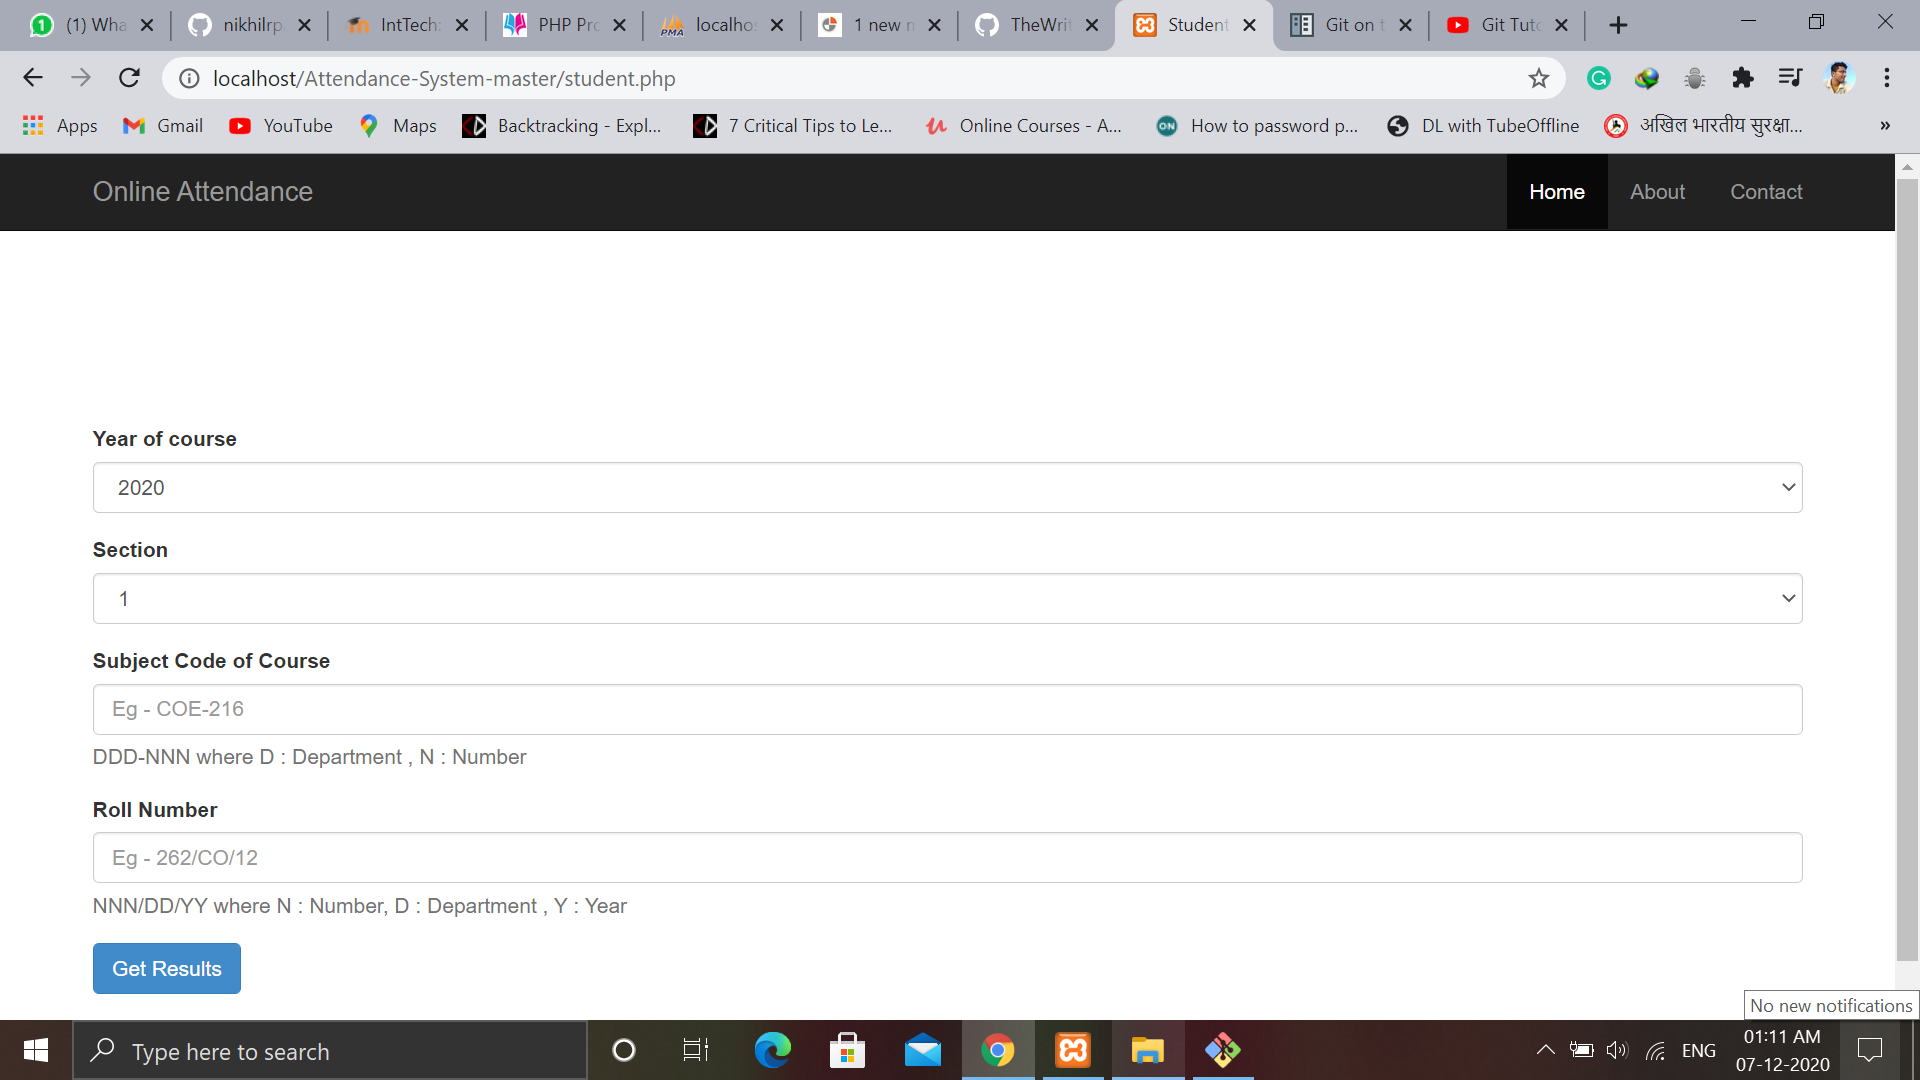 (1) Wha
nikhilrp
IntTech:
PHP Pro
localhos
1 new n
TheWrit
Student
Git on t
Git Tuto
localhost/Attendance-System-master/student.php
Apps
Gmail
YouTube
Maps
Backtracking - Expl...
7 Critical Tips to Le...
Online Courses - A...
How to password p...
DL with TubeOffline
अखिल भारतीय सुरक्षा...
»
Online Attendance
Home
About
Contact
Year of course
2020
Section
1
Subject Code of Course
Eg - COE-216
DDD-NNN where D : Department , N : Number
Roll Number
Eg - 262/CO/12
NNN/DD/YY where N : Number, D : Department , Y : Year
Get Results
No new notifications
Type here to search
ENG
01:11 AM
07-12-2020